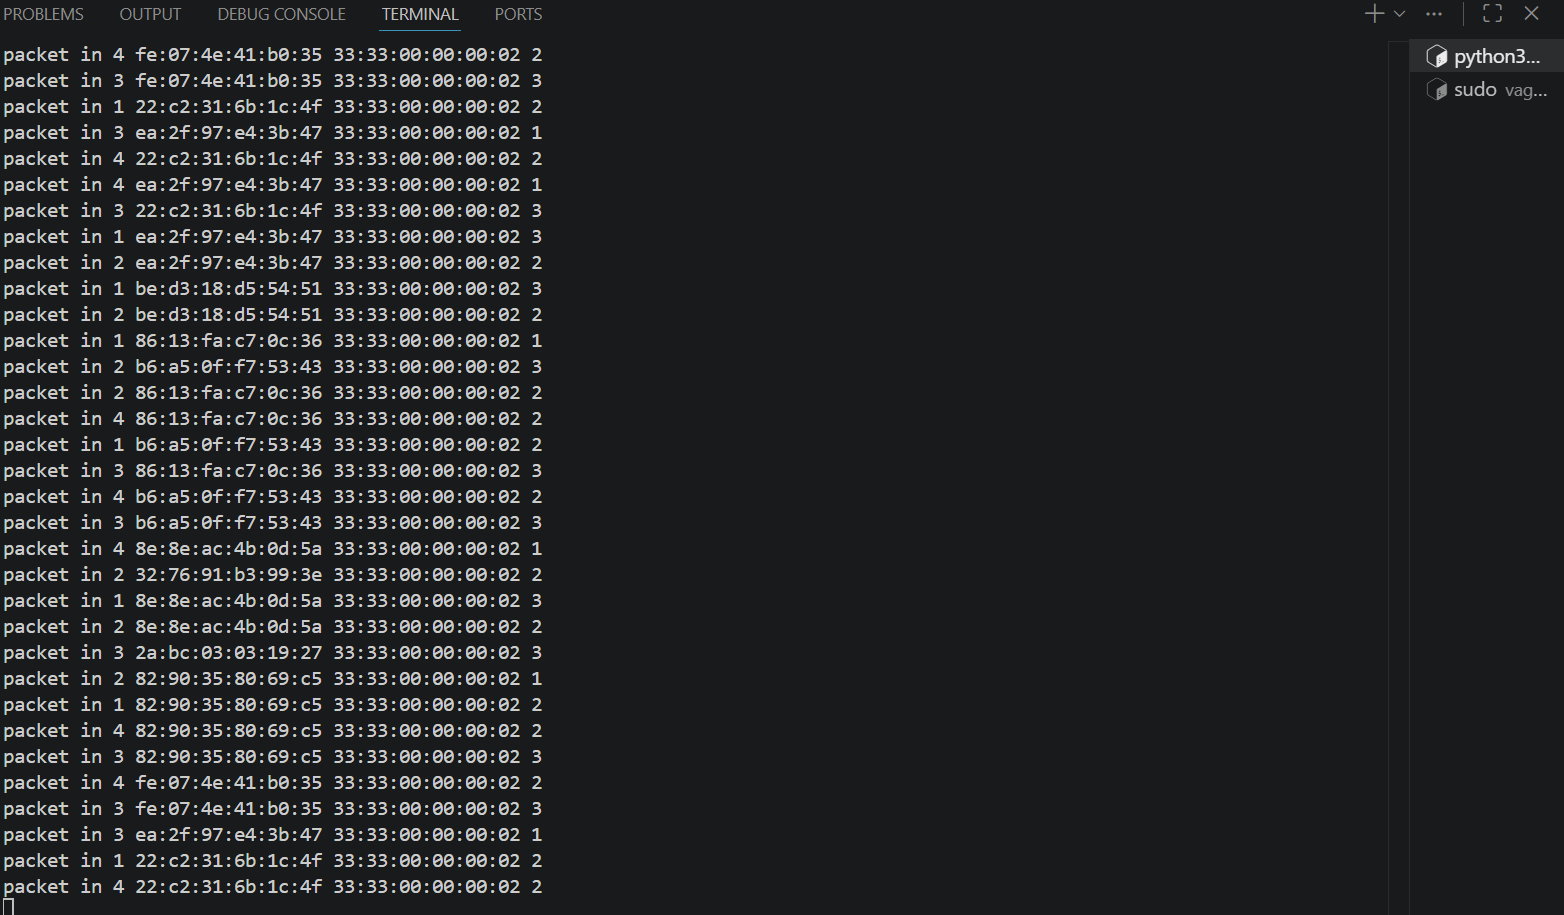 PROBLEMS OUTPUT DEBUG CONSOLE TERMINAL PORTS
packet in 4 fe:07:4e:41:b0:35 33:33:00:00:00:02 2
packet in 3 fe:07:4e:41:b0:35 33:33:00:00:00:02 3
packet in 1 22:c2:31:6b:1c:4f 33:33:00:00:00:02 2
packet in 3 ea:2f:97:e4:3b:47 33:33:00:00:00:02 1
packet in 4 22:c2:31:6b:1c:4f 33:33:00:00:00:02 2
packet in 4 ea:2f:97:e4:3b:47 33:33:00:00:00:02 1
packet in 3 22:c2:31:6b:1c:4f 33:33:00:00:00:02 3
packet in 1 ea:2f:97:e4:3b:47 33:33:00:00:00:02 3
packet in 2 ea:2f:97:e4:3b:47 33:33:00:00:00:02 2
packet in 1 be:d3:18:d5:54:51 33:33:00:00:00:02 3
packet in 2 be:d3:18:d5:54:51 33:33:00:00:00:02 2
packet in 1 86:13:fa:c7:0c:36 33:33:00:00:00:02 1
packet in 2 b6:a5:0f:f7:53:43 33:33:00:00:00:02 3
packet in 2 86:13:fa:c7:0c:36 33:33:00:00:00:02 2
packet in 4 86:13:fa:c7:0c:36 33:33:00:00:00:02 2
packet in 1 b6:a5:0f:f7:53:43 33:33:00:00:00:02 2
packet in 3 86:13:fa:c7:0c:36 33:33:00:00:00:02 3
packet in 4 b6:a5:0f:f7:53:43 33:33:00:00:00:02 2
packet in 3 b6:a5:0f:f7:53:43 33:33:00:00:00:02 3
packet in 4 8e:8e:ac:4b:0d:5a 33:33:00:00:00:02 1
packet in 2 32:76:91:b3:99:3e 33:33:00:00:00:02 2
packet in 1 8e:8e:ac:4b:0d:5a 33:33:00:00:00:02 3
packet in 2 8e:8e:ac:4b:0d:5a 33:33:00:00:00:02 2
packet in 3 2a:bc:03:03:19:27 33:33:00:00:00:02 3
packet in 2 82:90:35:80:69:c5 33:33:00:00:00:02 1
packet in 1 82:90:35:80:69:c5 33:33:00:00:00:02 2
packet in 4 82:90:35:80:69:c5 33:33:00:00:00:02 2
packet in 3 82:90:35:80:69:c5 33:33:00:00:00:02 3
packet in 4 fe:07:4e:41:b0:35 33:33:00:00:00:02 2
packet in 3 fe:07:4e:41:b0:35 33:33:00:00:00:02 3
packet in 3 ea:2f:97:e4:3b:47 33:33:00:00:00:02 1
packet in 1 22:c2:31:6b:1c:4f 33:33:00:00:00:02 2
packet in 4 22:c2:31:6b:1c:4f 33:33:00:00:00:02 2
python3...
sudo vag...